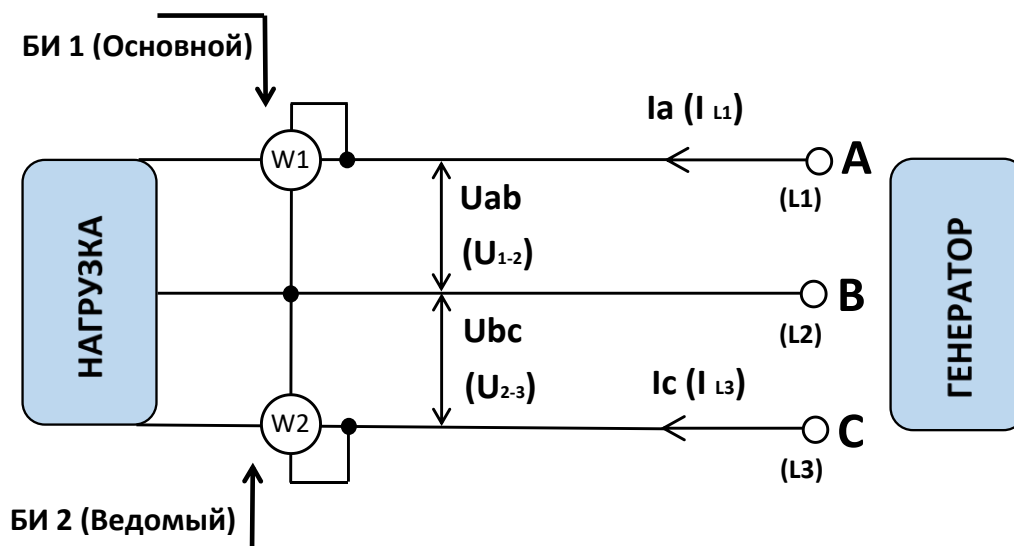 БИ 1 (Основной)
Ia (I L1)
W1
A
(L1)
Uab
(U1-2)
НАГРУЗКА
ГЕНЕРАТОР
B
(L2)
Ubc
(U2-3)
Ic (I L3)
W2
C
(L3)
БИ 2 (Ведомый)